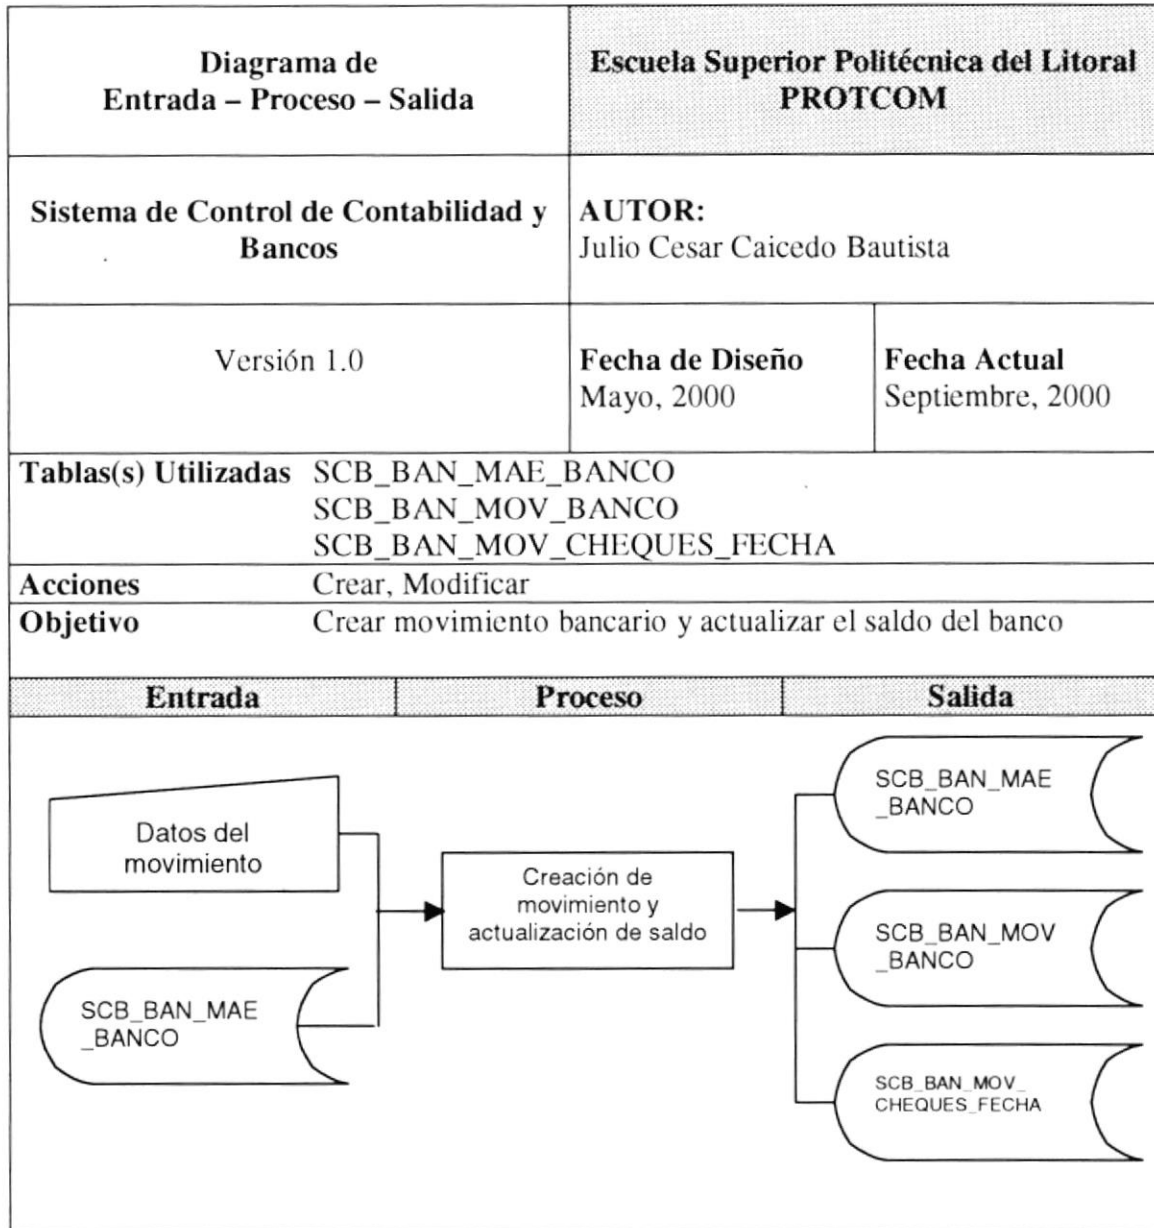 Diagrama de
Entrada – Proceso – Salida
Escuela Superior Politécnica del Litoral
PROTCOM
Sistema de Control de Contabilidad y
Bancos
AUTOR:
Julio Cesar Caicedo Bautista
Versión 1.0
Fecha de Diseño
Mayo, 2000
Fecha Actual
Septiembre, 2000
Tablas(s) Utilizadas SCB_BAN_MAE_BANCO
SCB_BAN_MOV_BANCO
SCB_BAN_MOV_CHEQUES_FECHA
Acciones Crear, Modificar
Objetivo Crear movimiento bancario y actualizar el saldo del banco
Entrada Proceso Salida
Datos del
movimiento
SCB_BAN_MAE
_BANCO
Creación de
movimiento y
actualización de saldo
SCB_BAN_MAE
_BANCO
SCB_BAN_MOV
_BANCO
SCB_BAN_MOV_
CHEQUES_FECHA